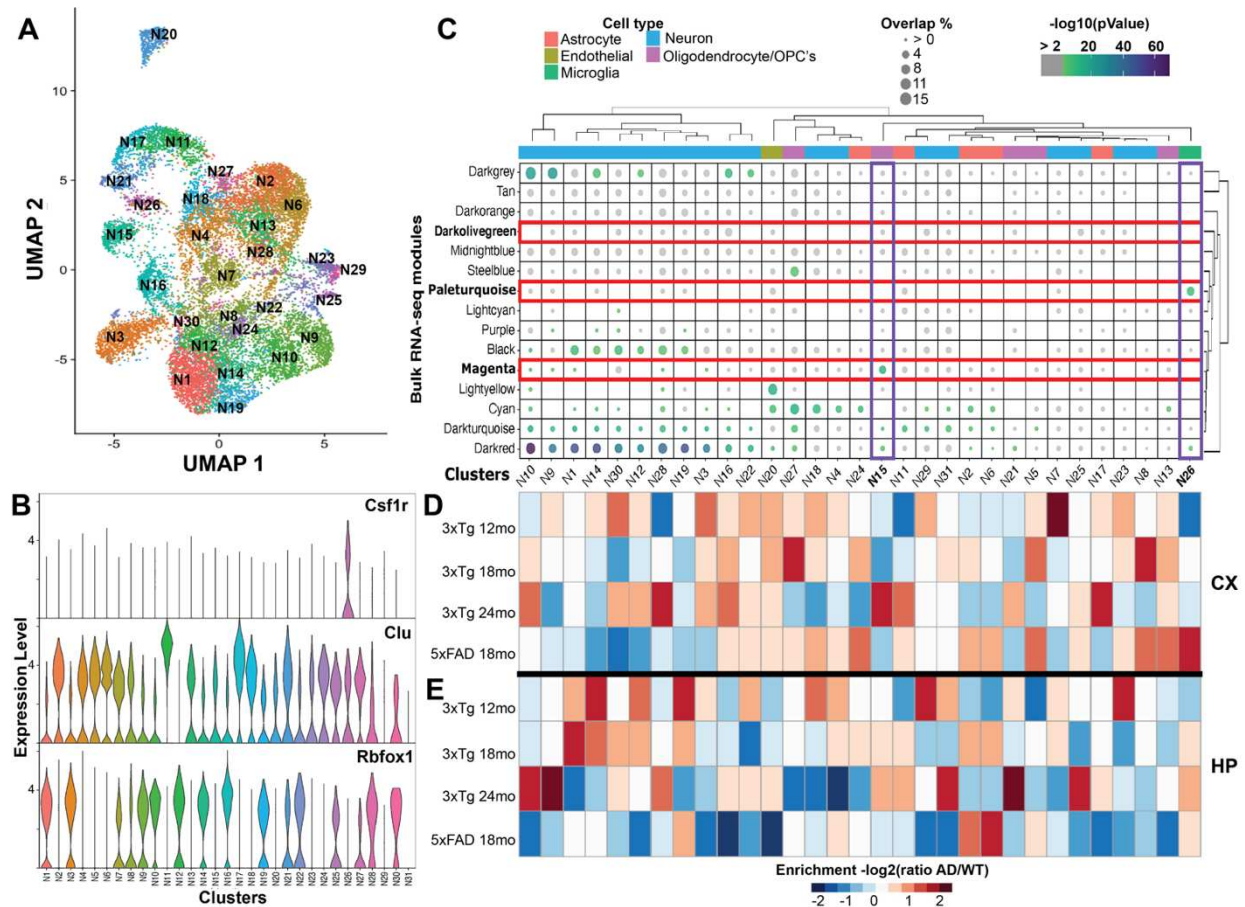 A
N20
10
N17
N11
N27
N2
5
N21
N26
N18
N6
N15
N4
N13
N28
N23
0
N7
N29
N16
N25
N22
N8
N30
N24
N3
N12
N9
N10
-5
N1
N14
N19
-5
0
5
UMAP 1
UMAP 2
B
Csf1r
4
Clu
4
Rbfox1
4
Expression Level
N1 N2 N3 N4 N5 N6 N7 N8 N9 N10 N11 N12 N13 N14 N15 N16 N17 N18 N19 N20 N21 N22 N23 N24 N25 N26 N27 N28 N29 N30 N31
Clusters
C
Cell type
Astrocyte
Neuron
Endothelial
Oligodendrocyte/OPC's
Microglia
Overlap %
> 0
4
8
11
15
-log10(pValue)
> 2 20 40 60
Bulk RNA-seq modules
Darkgrey
Tan
Darkorange
Darkolivegreen
Midnightblue
Steelblue
Paleturquoise
Lightcyan
Purple
Black
Magenta
Lightyellow
Cyan
Darkturquoise
Darkred
Clusters N10 N9 N1 N14 N30 N12 N28 N19 N3 N16 N22 N20 N27 N18 N4 N24 N15 N11 N29 N31 N2 N6 N21 N5 N7 N25 N17 N23 N8 N13 N26
D
3xTg 12mo
3xTg 18mo
3xTg 24mo
5xFAD 18mo
CX
E
3xTg 12mo
3xTg 18mo
3xTg 24mo
5xFAD 18mo
HP
Enrichment -log2(ratio AD/WT)
-2 -1 0 1 2